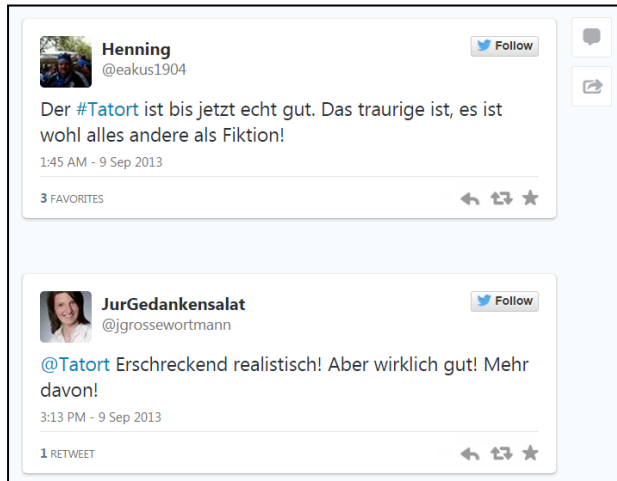 Henning
Follow
@eakus1904
Der #Tatort ist bis jetzt echt gut. Das traurige ist, es ist
wohl alles andere als Fiktion!
1:45 AM - 9 Sep 2013
3 FAVORITES
JurGedankensalat
Follow
@jgrossewortmann
@Tatort Erschreckend realistisch! Aber wirklich gut! Mehr
davon!
3:13 PM - 9 Sep 2013
1 RETWEET